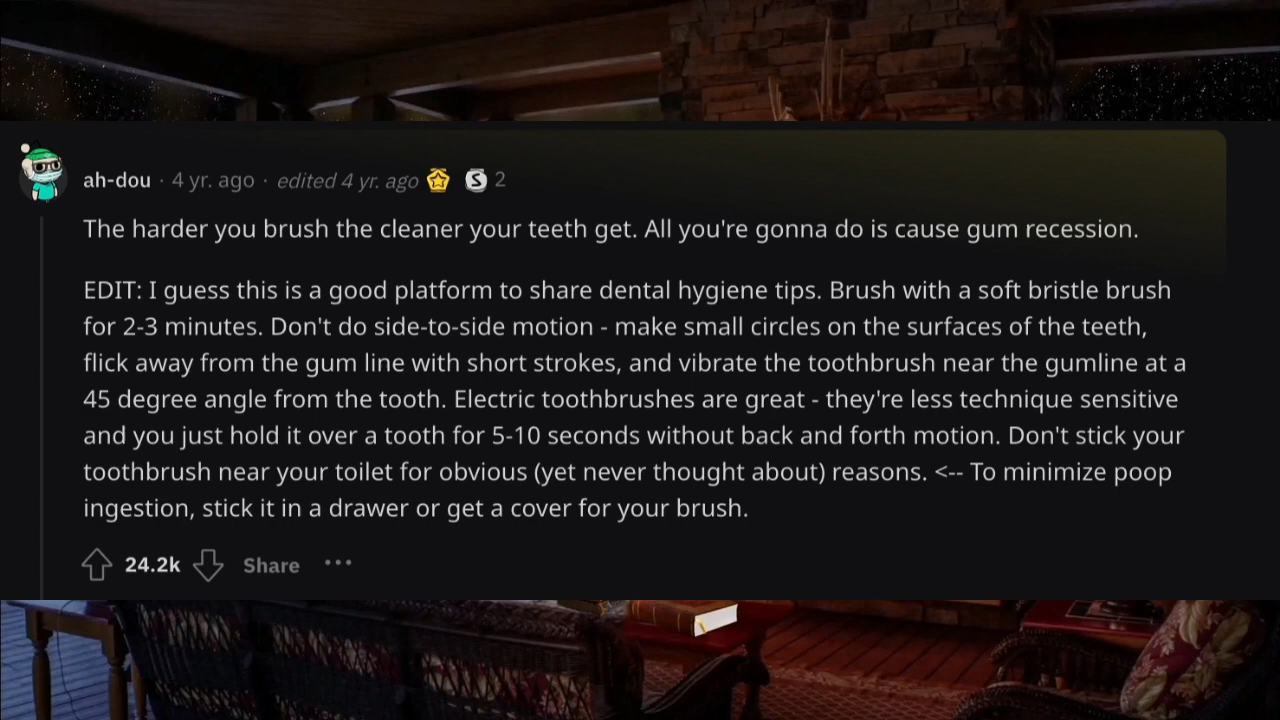 ah-dou · 4 yr. ago · edited 4 yr. ago S 2
The harder you brush the cleaner your teeth get. All you're gonna do is cause gum recession.
EDIT: I guess this is a good platform to share dental hygiene tips. Brush with a soft bristle brush
for 2-3 minutes. Don't do side-to-side motion - make small circles on the surfaces of the teeth,
flick away from the gum line with short strokes, and vibrate the toothbrush near the gumline at a
45 degree angle from the tooth. Electric toothbrushes are great - they're less technique sensitive
and you just hold it over a tooth for 5-10 seconds without back and forth motion. Don't stick your
toothbrush near your toilet for obvious (yet never thought about) reasons. <-- To minimize poop
ingestion, stick it in a drawer or get a cover for your brush.
24.2k Share ···